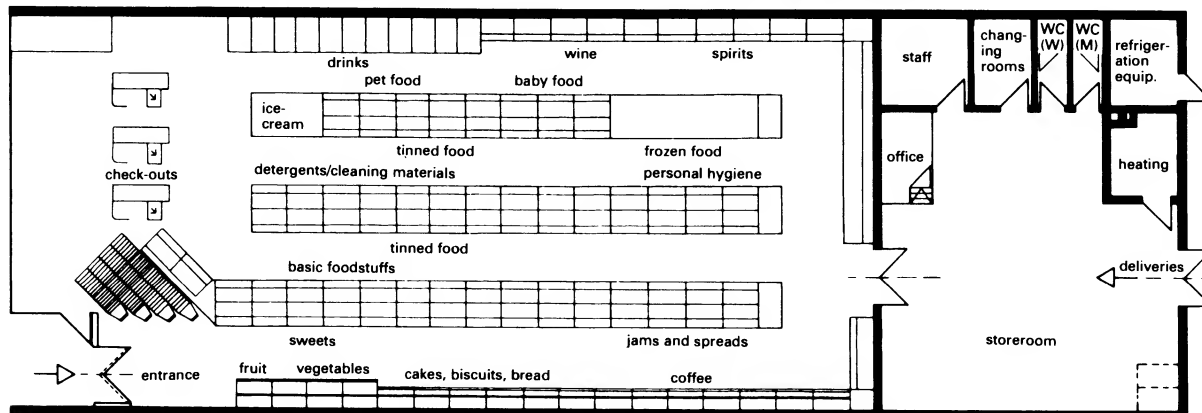 drinks
wine
spirits
pet food
baby food
ice-
cream
tinned food
frozen food
check-outs
detergents/cleaning materials
personal hygiene
tinned food
basic foodstuffs
sweets
jams and spreads
entrance
fruit
vegetables
cakes, biscuits, bread
coffee
staff
chang-
ing
rooms
WC
(W)
WC
(M)
refriger-
ation
equip.
office
heating
deliveries
storeroom